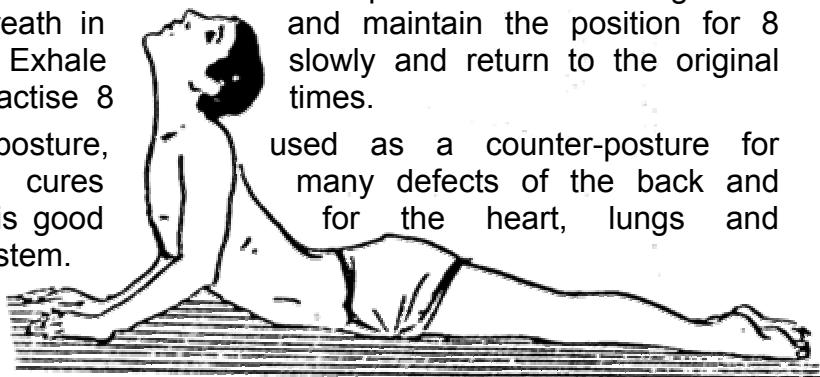 reath in and maintain the position for 8
Exhale slowly and return to the original
actise 8 times.
posture, used as a counter-posture for
cures many defects of the back and
is good for the heart, lungs and
stem.